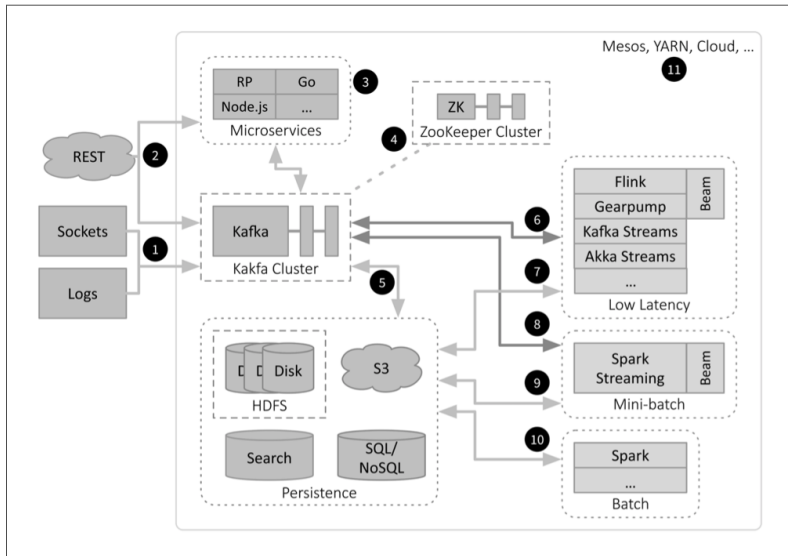 Mesos, YARN, Cloud, ...
11
RP
Go
3
Node.js
...
Microservices
ZK
ZooKeeper Cluster
4
REST
2
Sockets
1
Logs
Kafka
Kakfa Cluster
5
6
Flink
Beam
Gearpump
Kafka Streams
Akka Streams
...
Low Latency
7
8
Spark
Streaming
Beam
Mini-batch
9
D
D
Disk
HDFS
S3
Search
SQL/
NoSQL
Persistence
10
Spark
...
Batch